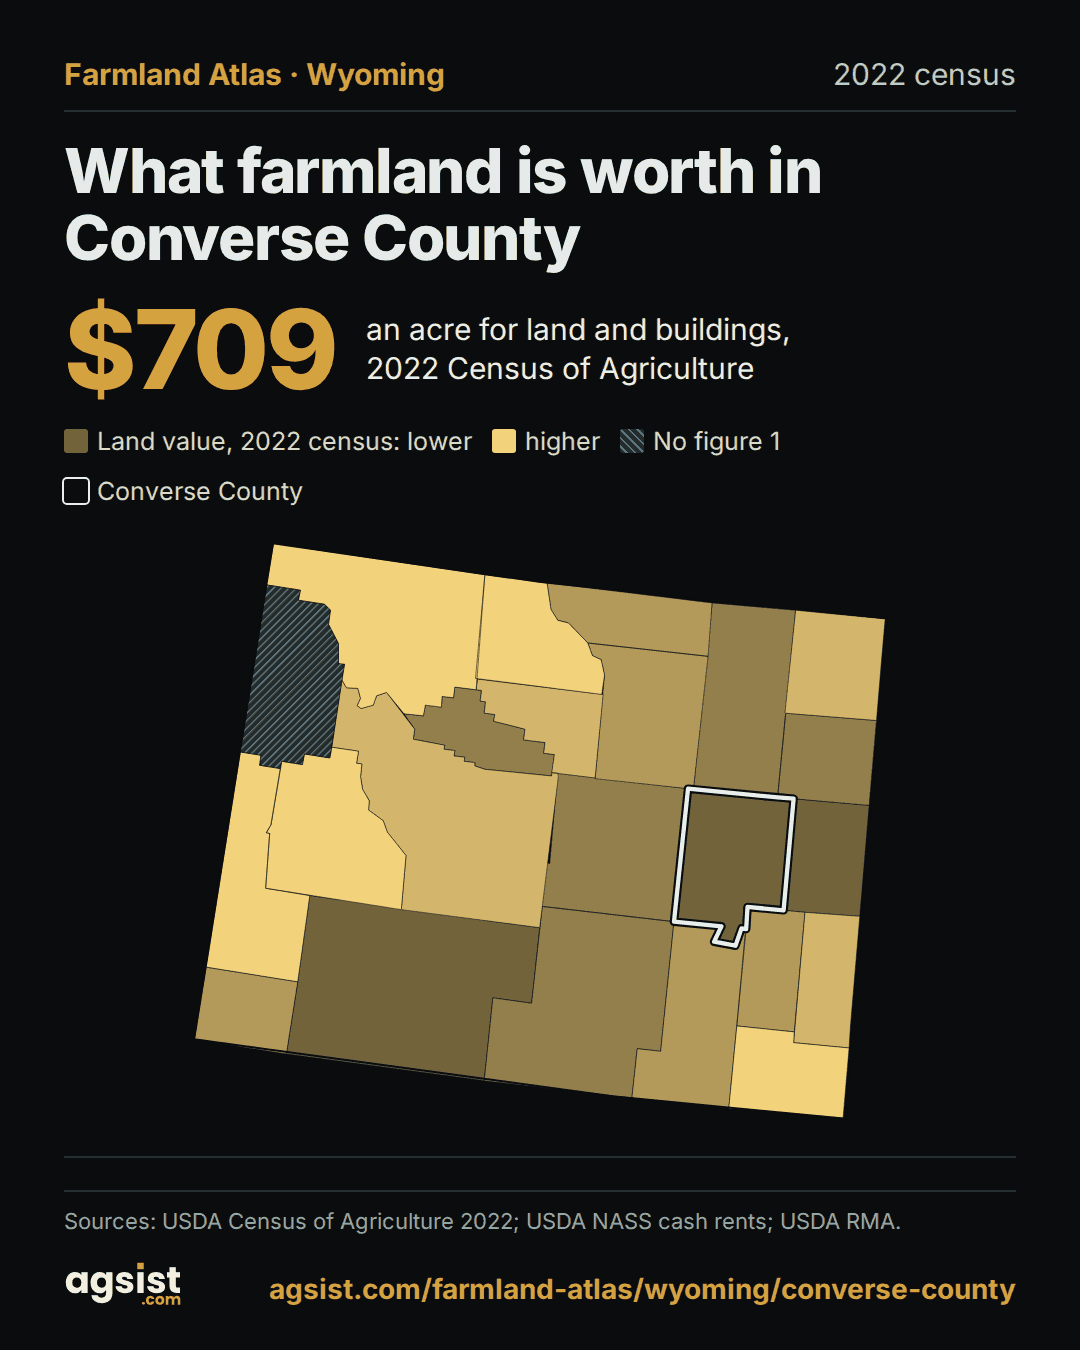 Farmland Atlas · Wyoming
2022 census
What farmland is worth in
Converse County
$709
an acre for land and buildings,
2022 Census of Agriculture
Land value, 2022 census: lower
higher
No figure 1
Converse County
Sources: USDA Census of Agriculture 2022; USDA NASS cash rents; USDA RMA.
agsist
.com
agsist.com/farmland-atlas/wyoming/converse-county